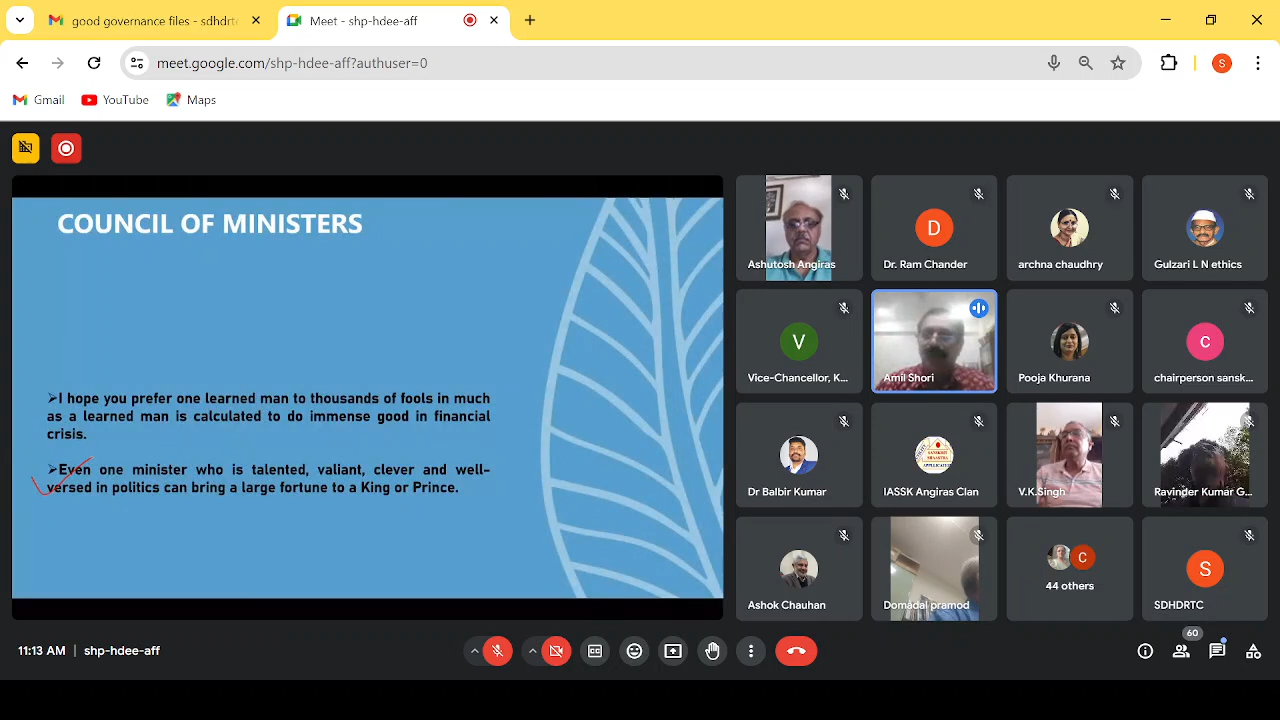 good governance files - sdhdrt
Meet - shp-hdee-aff
meet.google.com/shp-hdee-aff?authuser=0
S
Gmail
YouTube
Maps
COUNCIL OF MINISTERS
➢I hope you prefer one learned man to thousands of fools in much
as a learned man is calculated to do immense good in financial
crisis.
➢Even one minister who is talented, valiant, clever and well-
versed in politics can bring a large fortune to a King or Prince.
Ashutosh Angiras
D
Dr. Ram Chander
archna chaudhry
Gulzari L N ethics
V
Vice-Chancellor, K...
Amil Shori
Pooja Khurana
c
chairperson sansk...
Dr Balbir Kumar
IASSK Angiras Clan
V.K.Singh
Ravinder Kumar G...
Ashok Chauhan
Domadal pramod
C
44 others
S
SDHDRTC
11:13 AM | shp-hdee-aff
60